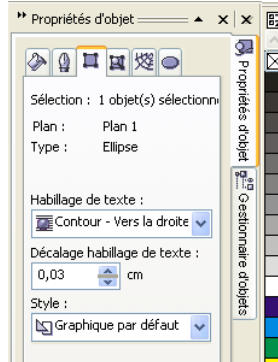 Propriétés d'objet
Sélection : 1 objet(s) sélectionn
Plan : Plan 1
Type : Ellipse
Habillage de texte :
Contour - Vers la droite
Décalage habillage de texte :
0,03 cm
Style :
Graphique par défaut
Propriétés d'objet
Gestionnaire d'objets